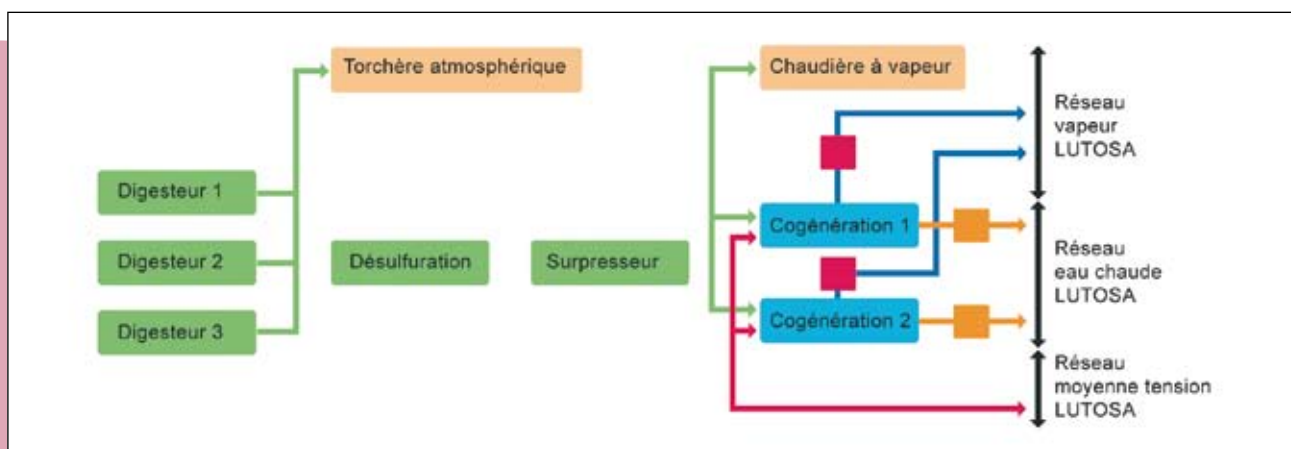 Torchère atmosphérique
Chaudière à vapeur
Réseau
vapeur
LUTOSA
Digesteur 1
Digesteur 2
Digesteur 3
Désulfuration
Surpresseur
Cogénération 1
Cogénération 2
Réseau
eau chaude
LUTOSA
Réseau
moyenne tension
LUTOSA